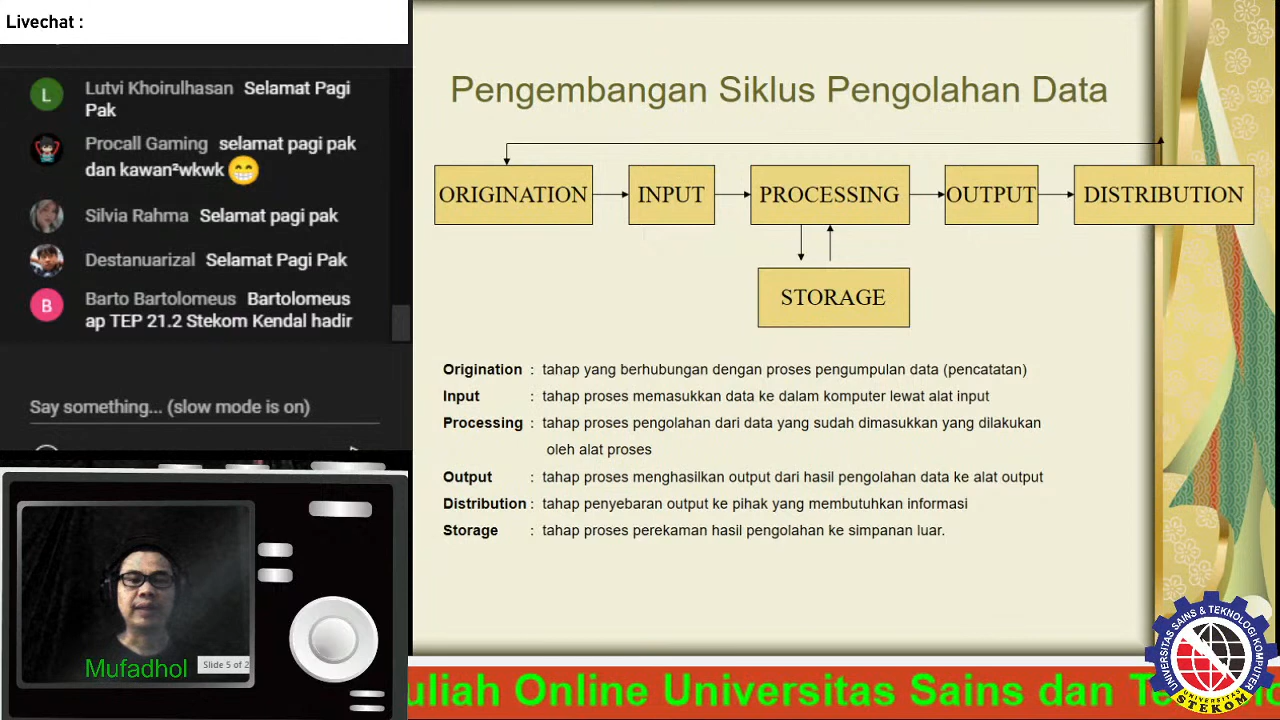 Livechat :
Lutvi Khoirulhasan Selamat Pagi
Pak
Procall Gaming selamat pagi pak
dan kawan²wkwk 😁
Silvia Rahma Selamat pagi pak
Destanuarizal Selamat Pagi Pak
Barto Bartolomeus Bartolomeus
ap TEP 21.2 Stekom Kendal hadir
Say something... (slow mode is on)
Mufadhol
Slide 5 of 2
Pengembangan Siklus Pengolahan Data
ORIGINATION
INPUT
PROCESSING
OUTPUT
DISTRIBUTION
STORAGE
Origination : tahap yang berhubungan dengan proses pengumpulan data (pencatatan)
Input : tahap proses memasukkan data ke dalam komputer lewat alat input
Processing : tahap proses pengolahan dari data yang sudah dimasukkan yang dilakukan
oleh alat proses
Output : tahap proses menghasilkan output dari hasil pengolahan data ke alat output
Distribution : tahap penyebaran output ke pihak yang membutuhkan informasi
Storage : tahap proses perekaman hasil pengolahan ke simpanan luar.
UNIVERSITAS SAINS & TEKNOLOGI KOMPUTER
UNIVERSITAS
STEKOM
uliah Online Universitas Sains dan Te